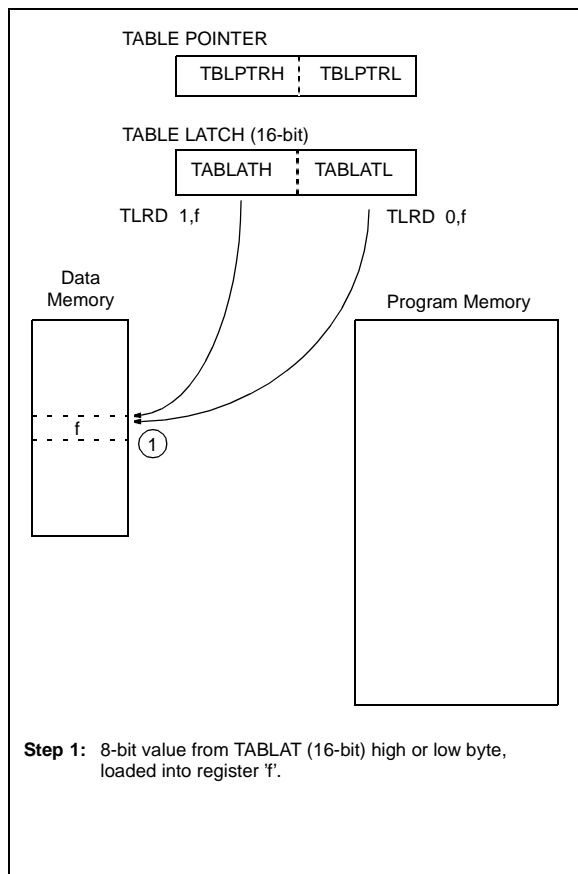 TABLE POINTER
TBLPTRH TBLPTRL
TABLE LATCH (16-bit)
TABLATH TABLATL
TLRD 1,f TLRD 0,f
Data
Memory
Program Memory
f
1
Step 1: 8-bit value from TABLAT (16-bit) high or low byte,
loaded into register 'f'.